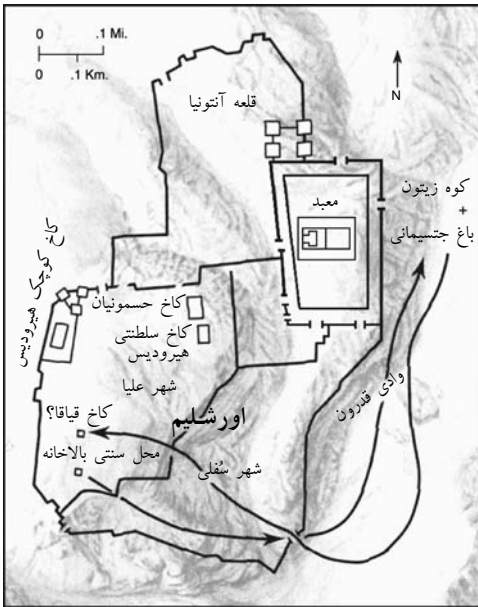 0 .1 Mi.
0 .1 Km.
N
قلعه آنتونیا
کوه زیتون
+
باغ جتسیمانی
معبد
کاخ کوچک هیرودیس
کاخ حسمونیان
کاخ سلطنتی
هیرودیس
شهر علیا
وادی قدرون
کاخ قیافا؟
اورشلیم
محل سنتی بالاخانه
شهر سُفلی